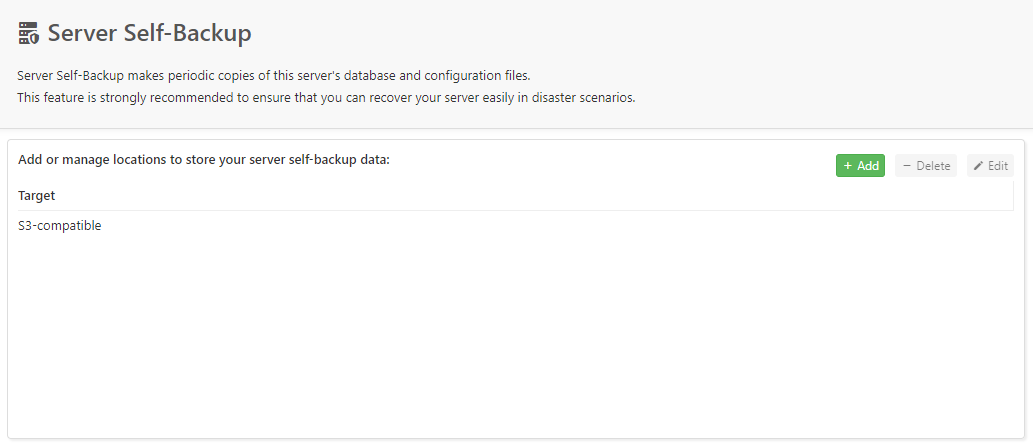 Server Self-Backup
Server Self-Backup makes periodic copies of this server's database and configuration files.
This feature is strongly recommended to ensure that you can recover your server easily in disaster scenarios.
Add or manage locations to store your server self-backup data:
+ Add
− Delete
Edit
Target
S3-compatible